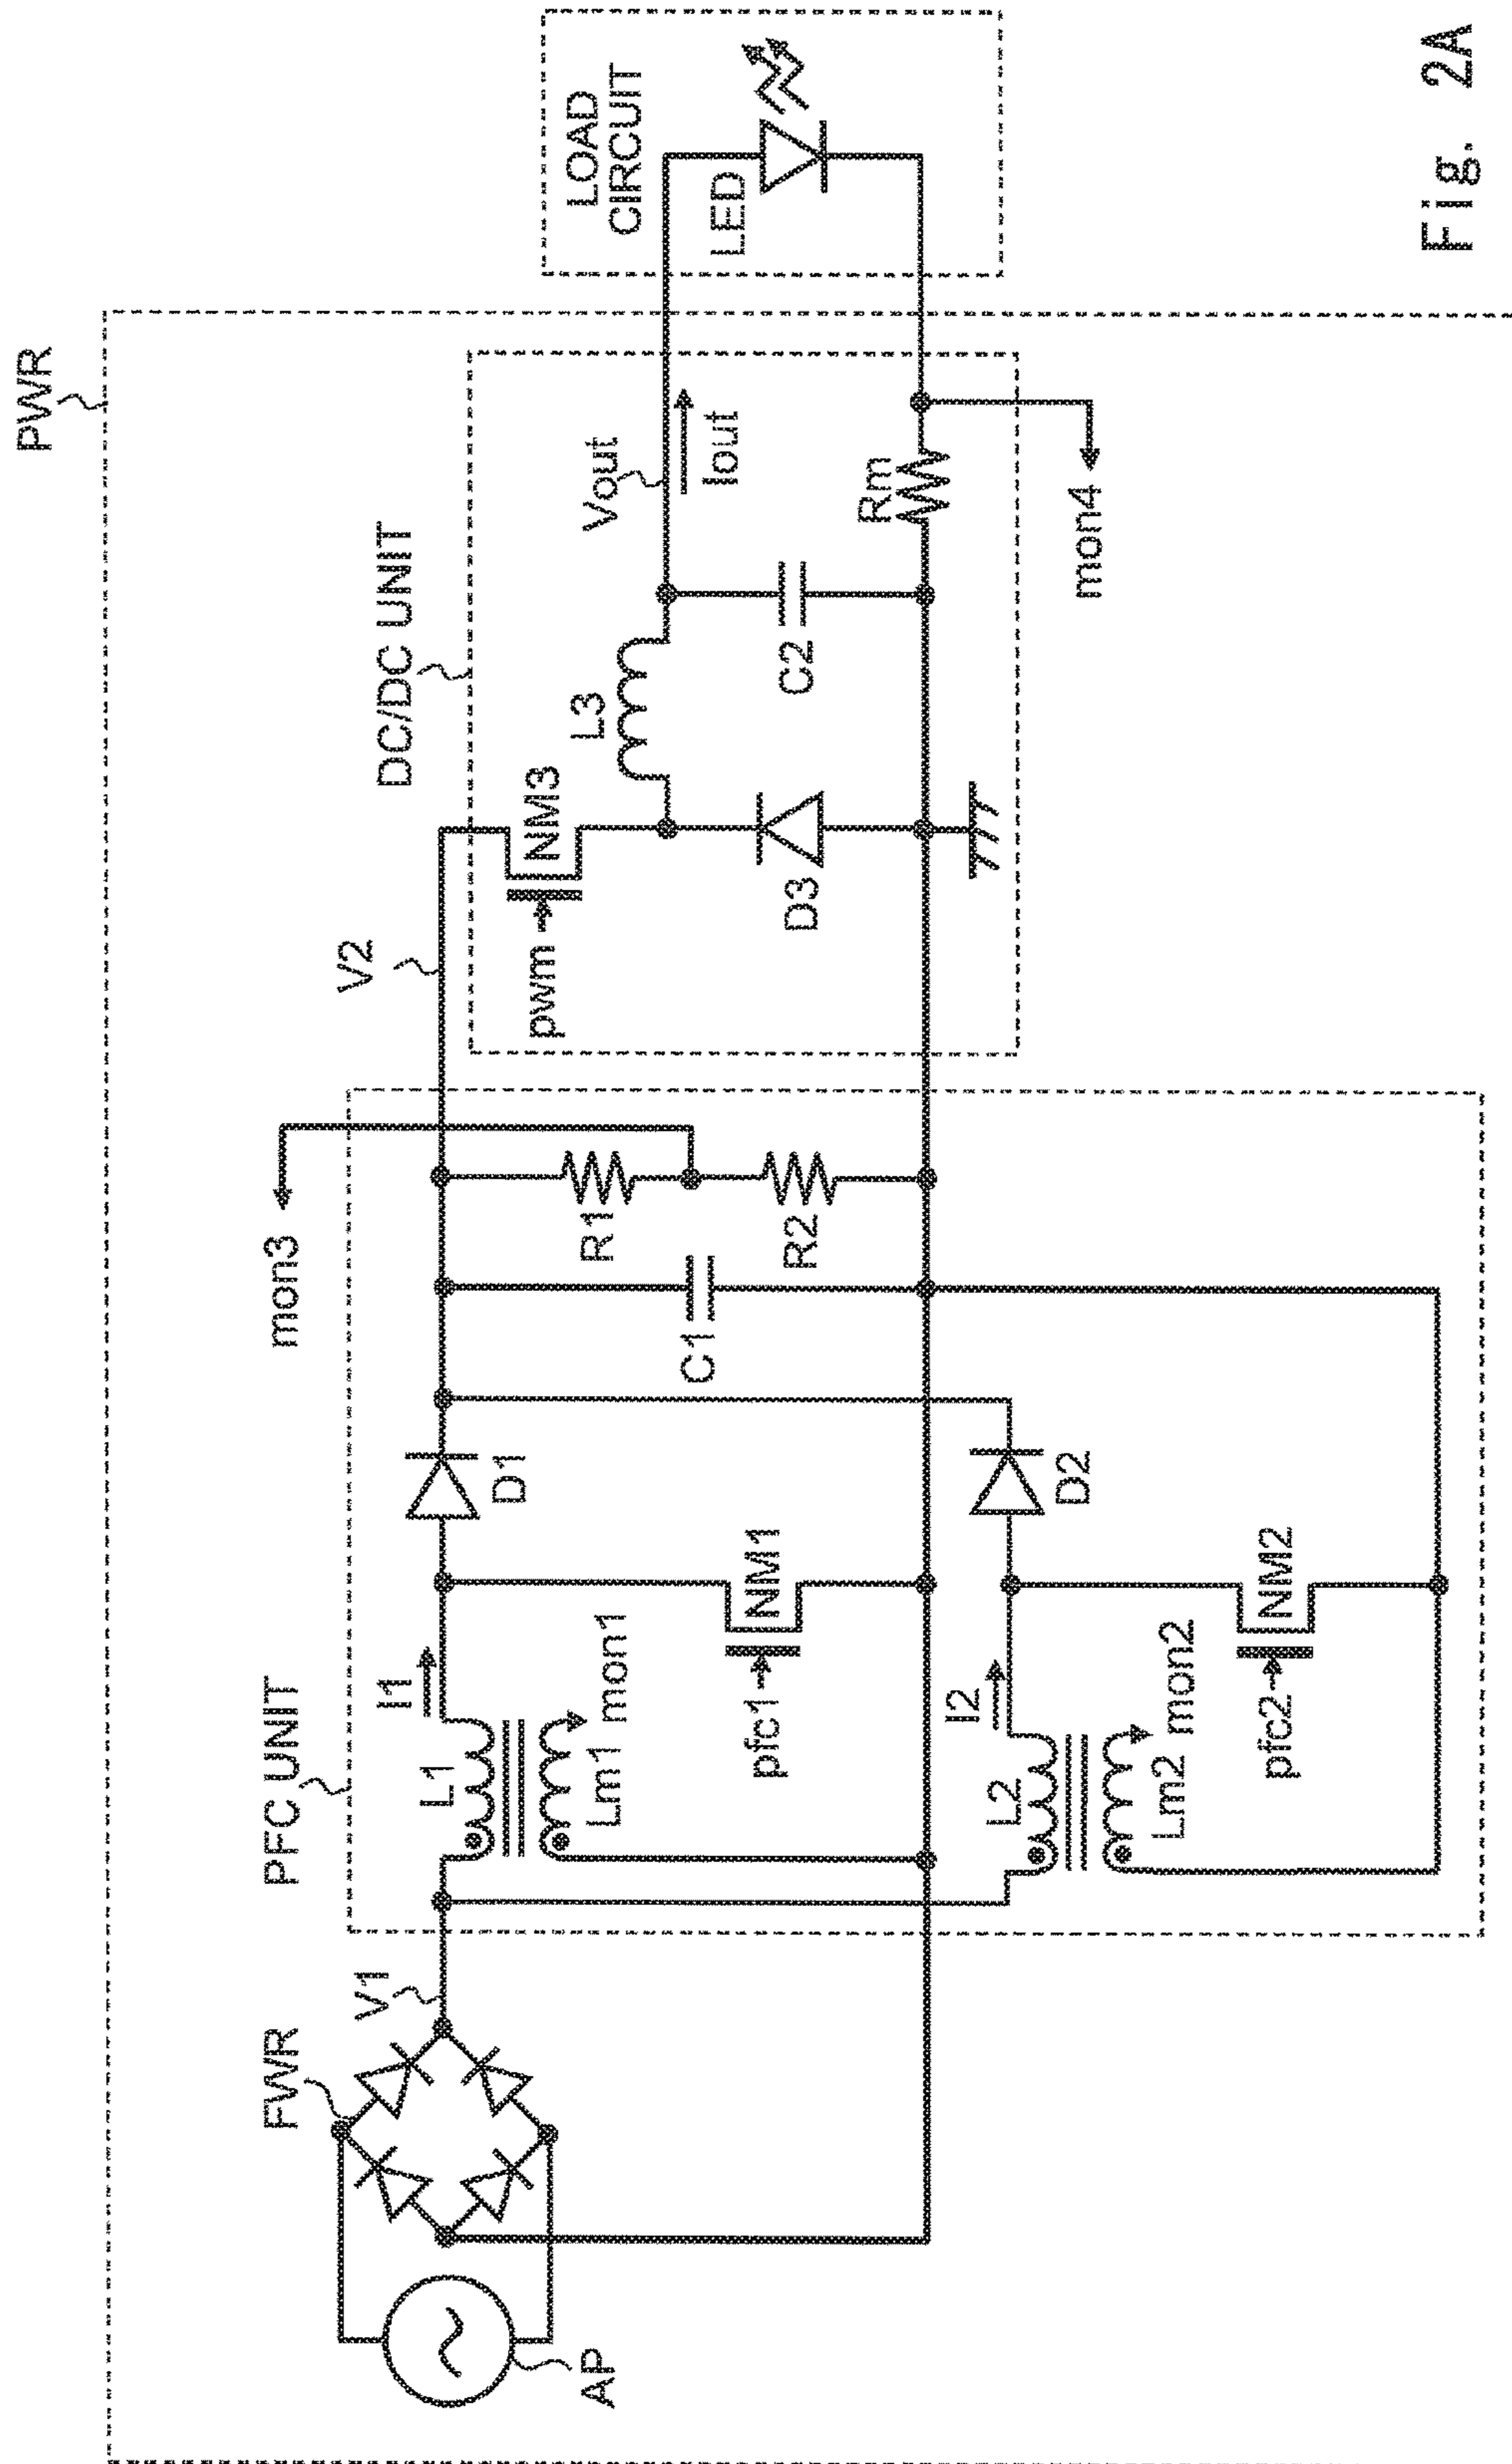 PWR
FWR
V1
AP
PFC UNIT
L1
I1
Lm1 mon1
pfc1
NM1
D1
L2
I2
Lm2 mon2
pfc2
NM2
D2
mon3
C1
R1
R2
V2
DC/DC UNIT
pwm
NM3
D3
L3
C2
Vout
Iout
Rm
mon4
LOAD
CIRCUIT
LED
Fig. 2A